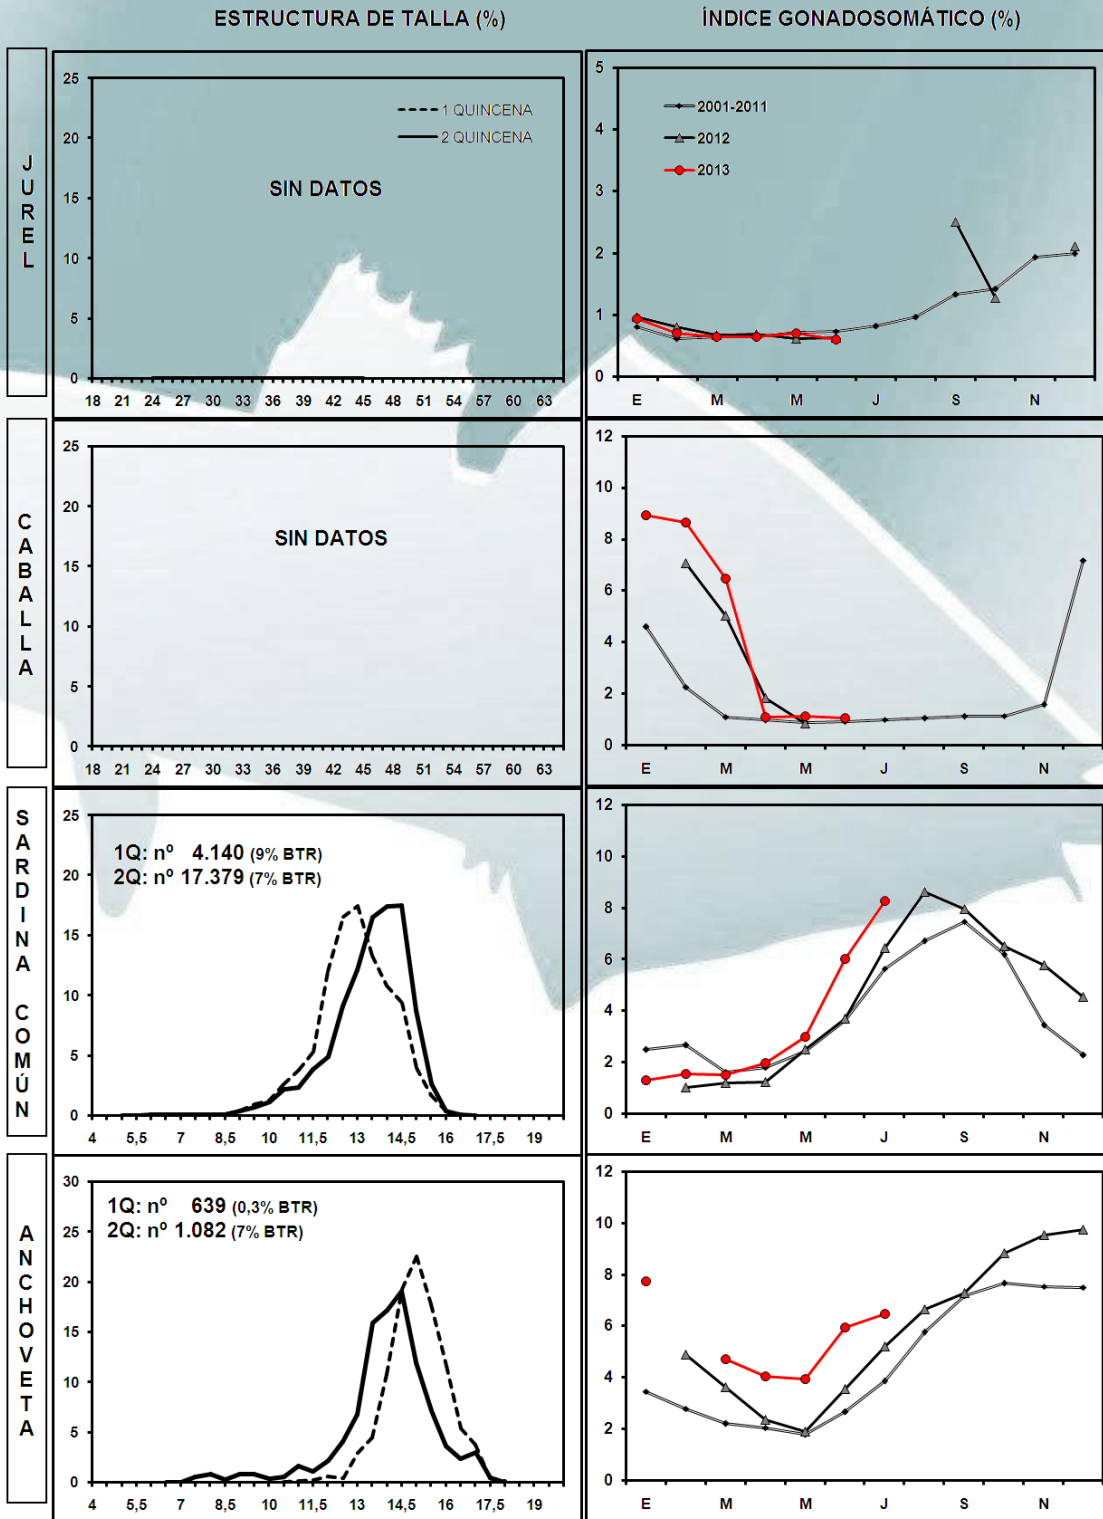 ESTRUCTURA DE TALLA (%)
ÍNDICE GONADOSOMÁTICO (%)
JUREL
25
20
15
10
5
0
1 QUINCENA
2 QUINCENA
SIN DATOS
18 21 24 27 30 33 36 39 42 45 48 51 54 57 60 63
5
4
3
2
1
0
2001-2011
2012
2013
E M M J S N
CABALLA
25
20
15
10
5
0
SIN DATOS
18 21 24 27 30 33 36 39 42 45 48 51 54 57 60 63
12
10
8
6
4
2
0
E M M J S N
SARDINA COMÚN
25
20
15
10
5
0
1Q: nº 4.140 (9% BTR)
2Q: nº 17.379 (7% BTR)
4 5,5 7 8,5 10 11,5 13 14,5 16 17,5 19
12
10
8
6
4
2
0
E M M J S N
ANCHOVETA
30
25
20
15
10
5
0
1Q: nº 639 (0,3% BTR)
2Q: nº 1.082 (7% BTR)
4 5,5 7 8,5 10 11,5 13 14,5 16 17,5 19
12
10
8
6
4
2
0
E M M J S N